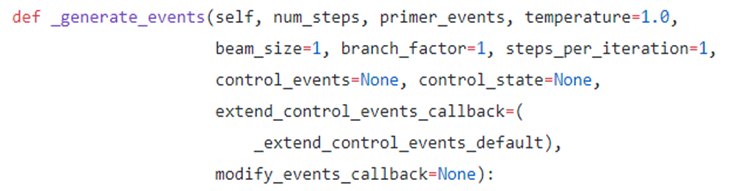 def _generate_events(self, num_steps, primer_events, temperature=1.0,
                     beam_size=1, branch_factor=1, steps_per_iteration=1,
                     control_events=None, control_state=None,
                     extend_control_events_callback=(
                         _extend_control_events_default),
                     modify_events_callback=None):